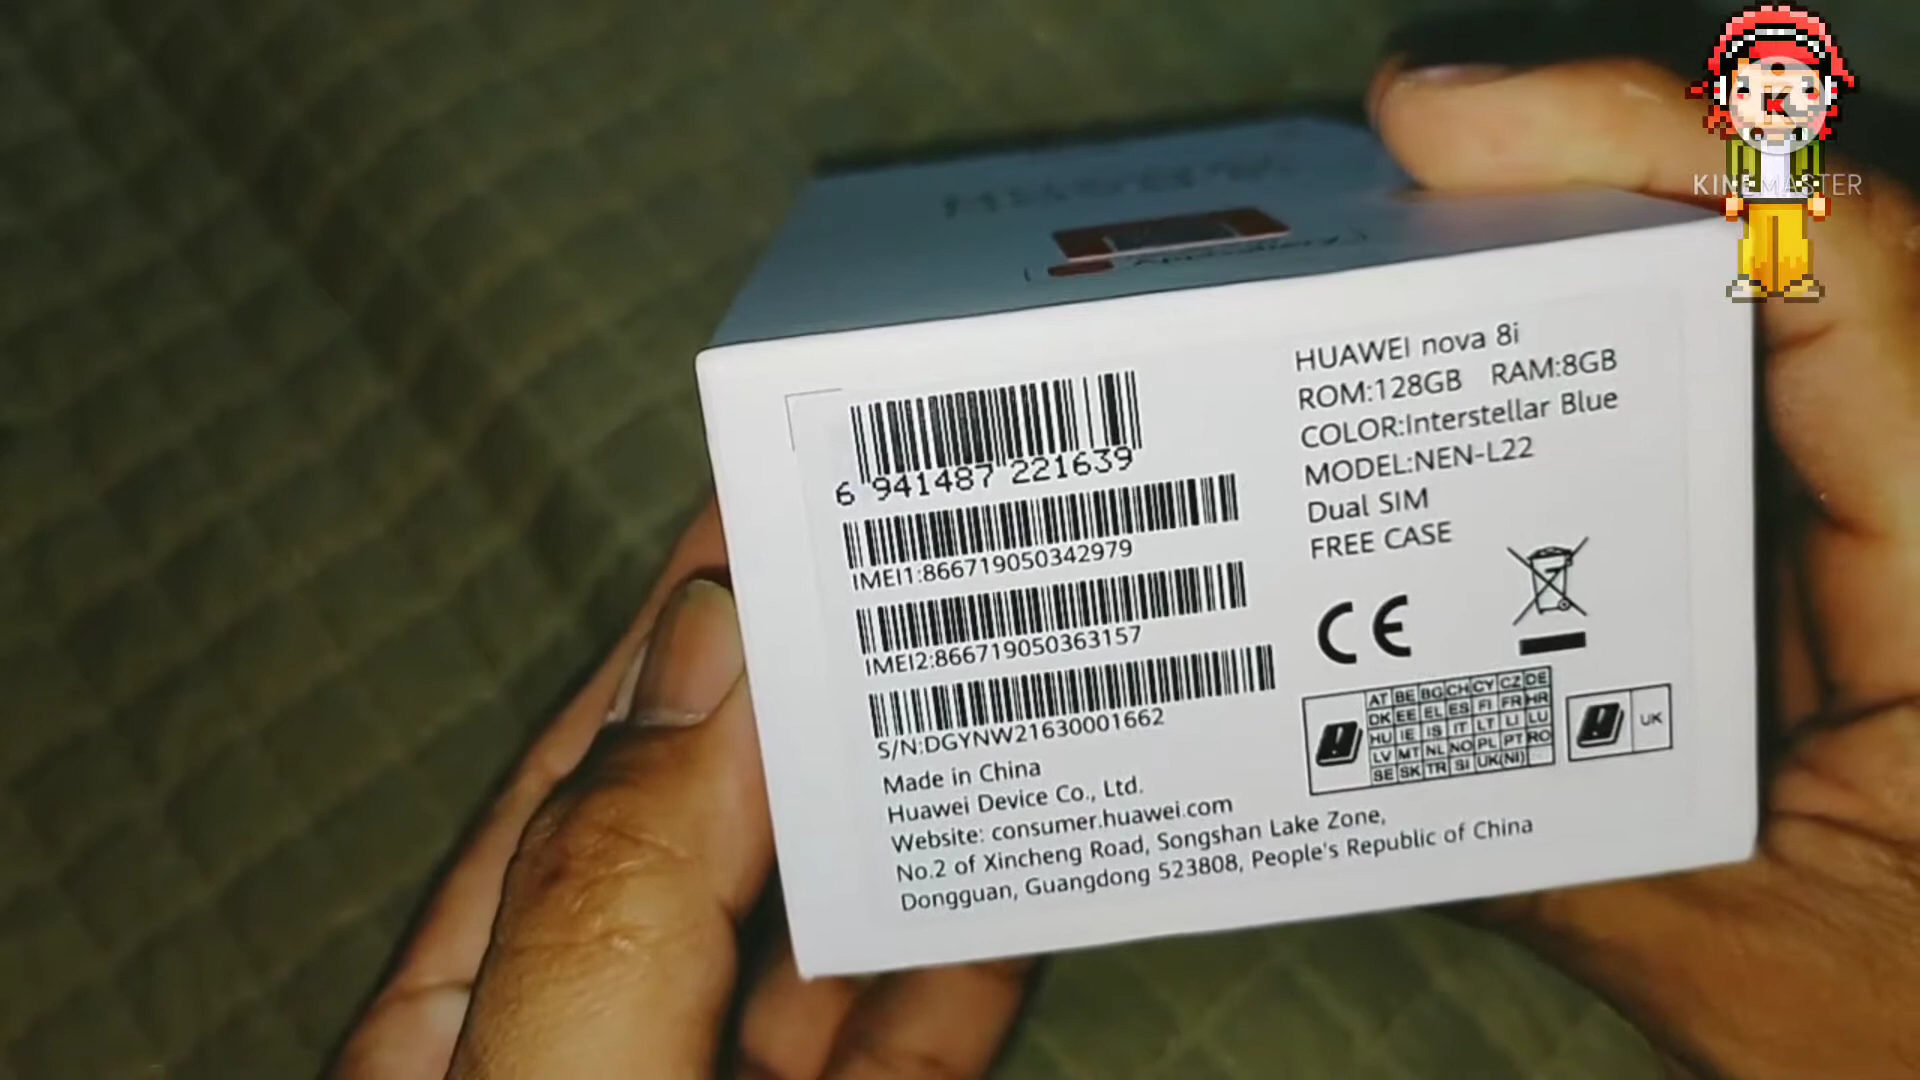 KINEMASTER
HUAWEI nova 8i
ROM:128GB RAM:8GB
COLOR:Interstellar Blue
MODEL:NEN-L22
Dual SIM
FREE CASE
6 941487 221639
IMEI1:866719050342979
IMEI2:866719050363157
S/N:DGYNW21630001662
CE
AT BE BG CH CY CZ DE
DK EE EL ES FI FR HR
HU IE IS IT LT LI LU
LV MT NL NO PL PT RO
SE SK TR SI UK(NI)
UK
Made in China
Huawei Device Co., Ltd.
Website: consumer.huawei.com
No.2 of Xincheng Road, Songshan Lake Zone,
Dongguan, Guangdong 523808, People's Republic of China